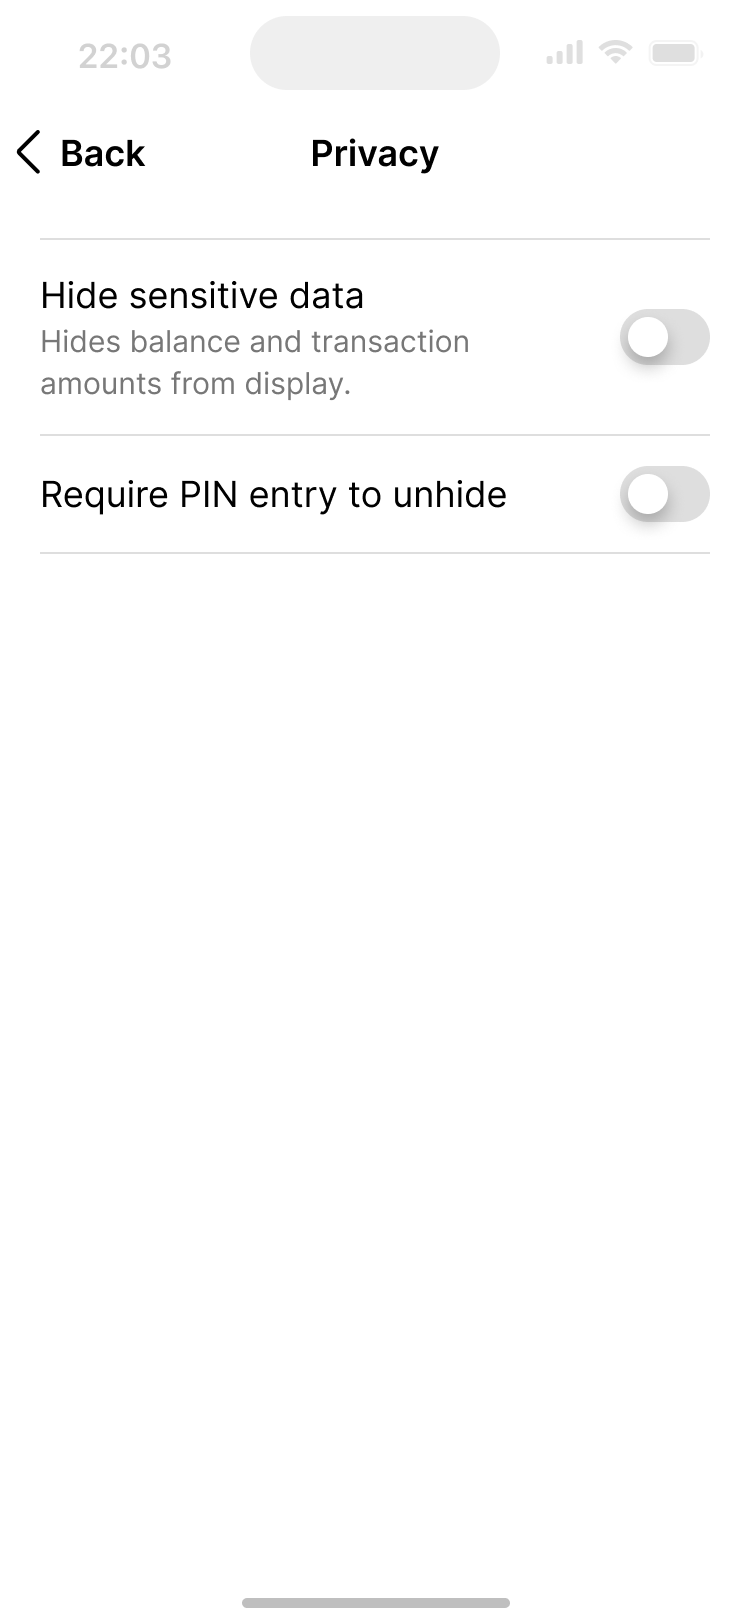 22:03
Back
Privacy
Hide sensitive data
Hides balance and transaction
amounts from display.
Require PIN entry to unhide